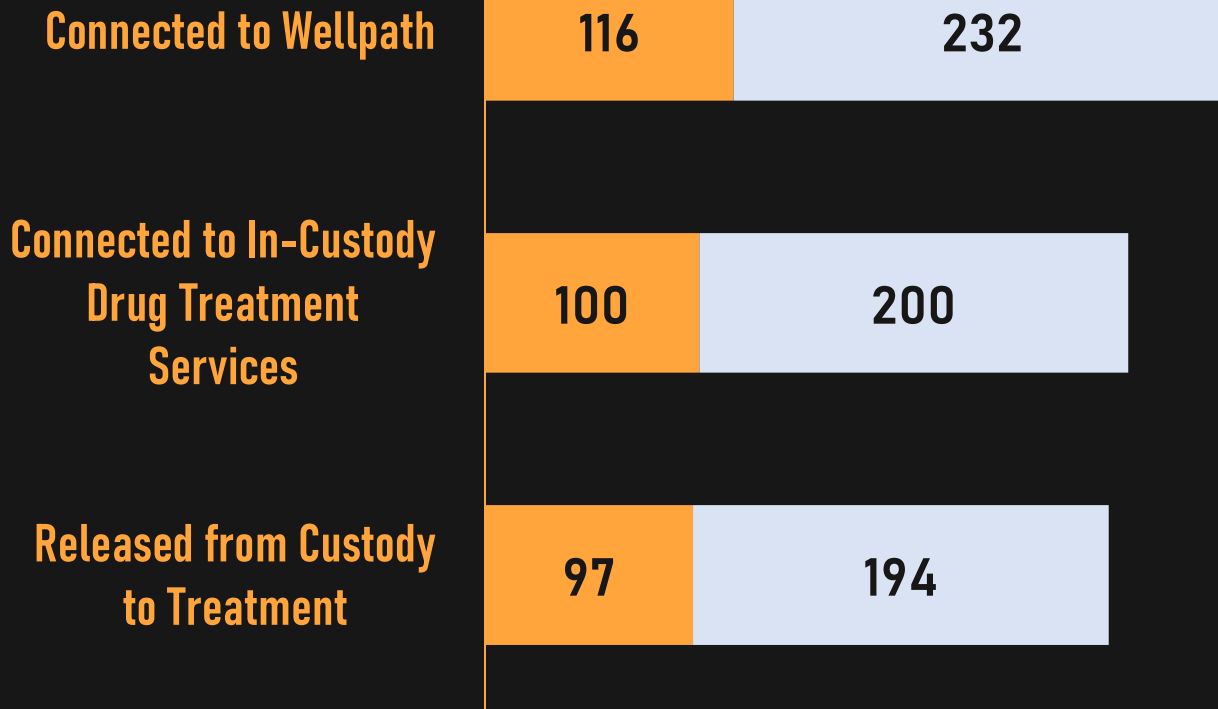 Connected to Wellpath
116
232
Connected to In-Custody
Drug Treatment
Services
100
200
Released from Custody
to Treatment
97
194